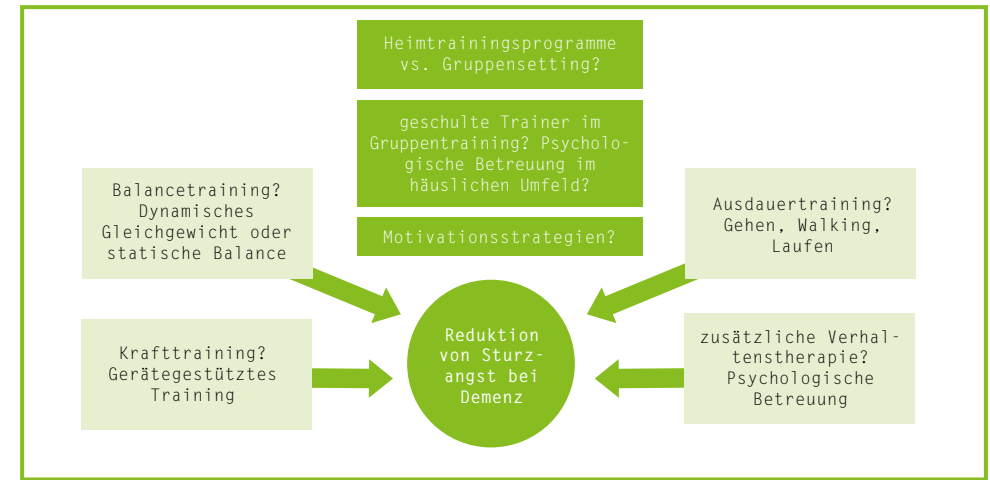 Heimtrainingsprogramme
vs. Gruppensetting?
geschulte Trainer im
Gruppentraining? Psycholo-
gische Betreuung im
häuslichen Umfeld?
Motivationsstrategien?
Balancetraining?
Dynamisches
Gleichgewicht oder
statische Balance
Ausdauertraining?
Gehen, Walking,
Laufen
Krafttraining?
Gerätegestütztes
Training
Reduktion
von Sturz-
angst bei
Demenz
zusätzliche Verhal-
tenstherapie?
Psychologische
Betreuung